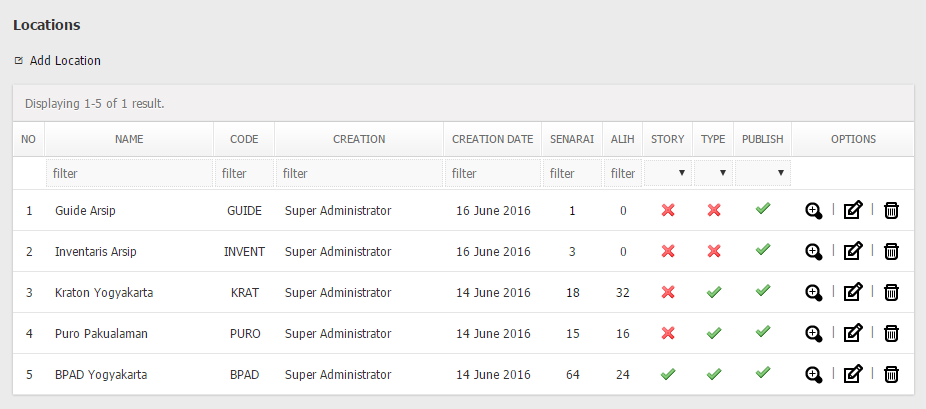 Locations
Add Location
Displaying 1-5 of 1 result.
NO NAME CODE CREATION CREATION DATE SENARAI ALIH STORY TYPE PUBLISH OPTIONS
filter filter filter filter filter filter
1 Guide Arsip GUIDE Super Administrator 16 June 2016 1 0 | |
2 Inventaris Arsip INVENT Super Administrator 16 June 2016 3 0 | |
3 Kraton Yogyakarta KRAT Super Administrator 14 June 2016 18 32 | |
4 Puro Pakualaman PURO Super Administrator 14 June 2016 15 16 | |
5 BPAD Yogyakarta BPAD Super Administrator 14 June 2016 64 24 | |